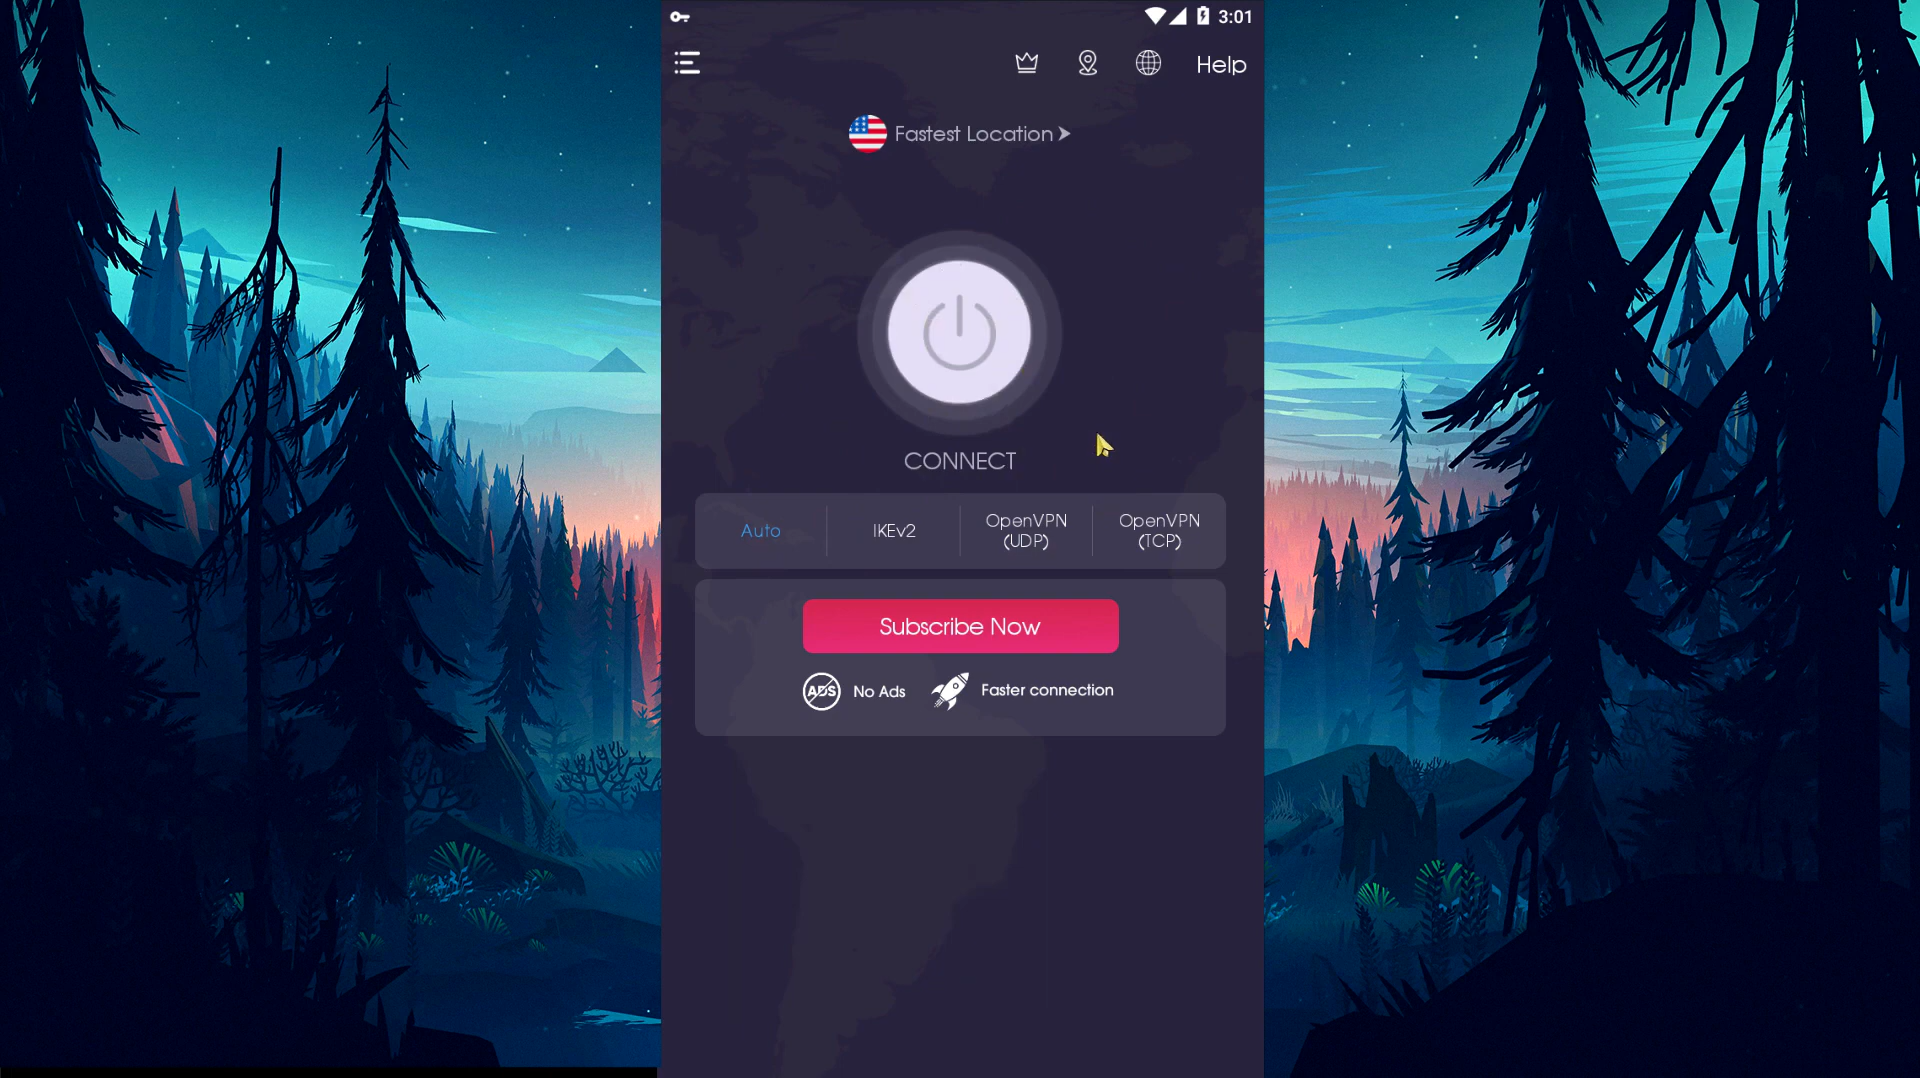 3:01
Help
Fastest Location
CONNECT
Auto
IKEv2
OpenVPN
(UDP)
OpenVPN
(TCP)
Subscribe Now
ADS
No Ads
Faster connection